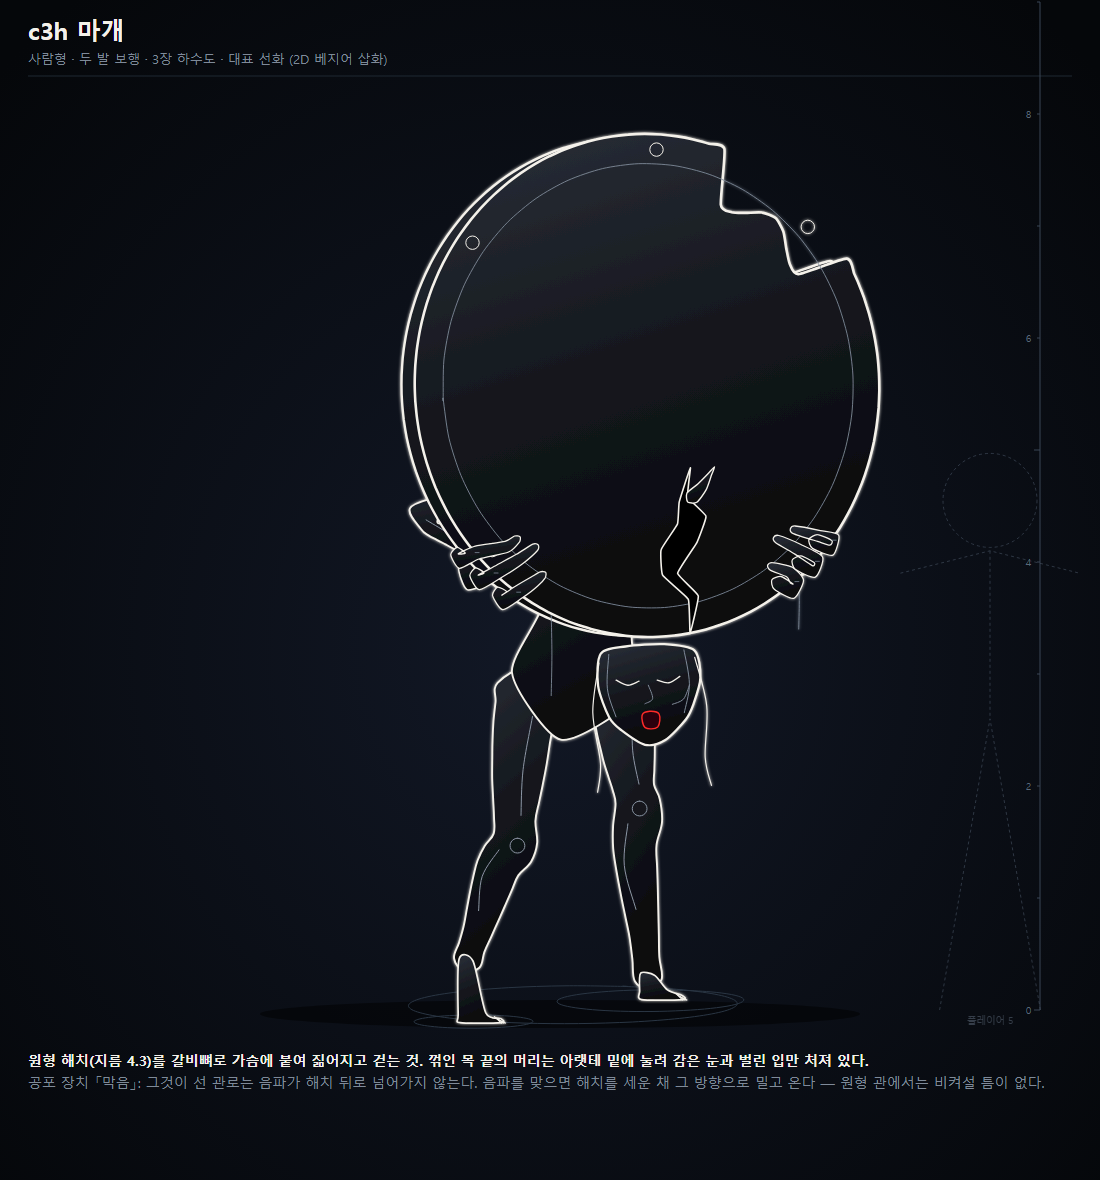 c3h 마개
사람형 · 두 발 보행 · 3장 하수도 · 대표 선화 (2D 베지어 삽화)
8
6
4
2
0
플레이어 5
원형 해치(지름 4.3)를 갈비뼈로 가슴에 붙여 짊어지고 걷는 것. 꺾인 목 끝의 머리는 아랫테 밑에 눌려 감은 눈과 벌린 입만 처져 있다.
공포 장치 「막음」: 그것이 선 관로는 음파가 해치 뒤로 넘어가지 않는다. 음파를 맞으면 해치를 세운 채 그 방향으로 밀고 온다 — 원형 관에서는 비켜설 틈이 없다.